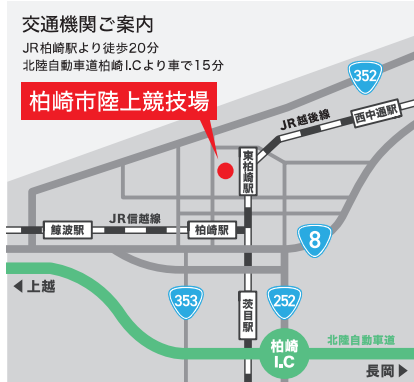 交通機関ご案内
JR柏崎駅より徒歩20分
北陸自動車道柏崎I.Cより車で15分
352
柏崎市陸上競技場
西中通駅
JR越後線
東柏崎駅
JR信越線
鯨波駅
柏崎駅
8
上越
353
茨目駅
252
柏崎
I.C
北陸自動車道
長岡